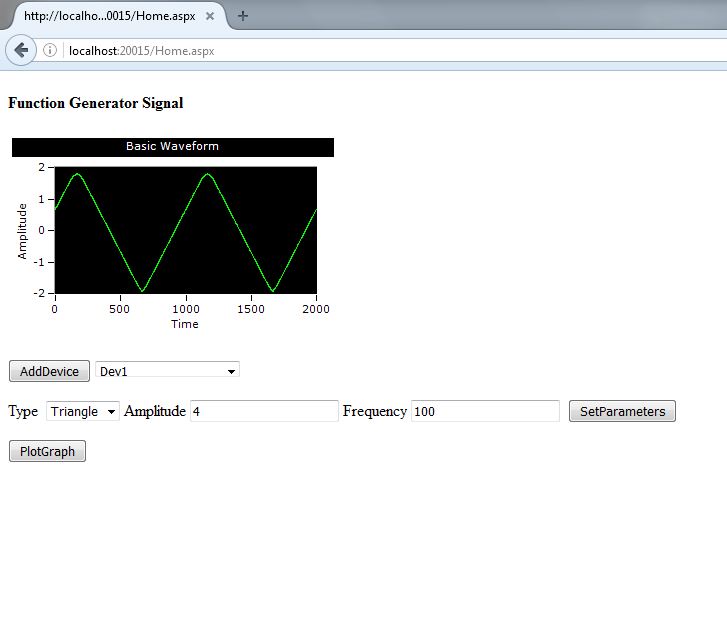 http://localho...0015/Home.aspx
localhost:20015/Home.aspx
Function Generator Signal
Basic Waveform
2
1
0
-1
-2
Amplitude
0 500 1000 1500 2000
Time
AddDevice Dev1
Type Triangle Amplitude 4 Frequency 100 SetParameters
PlotGraph